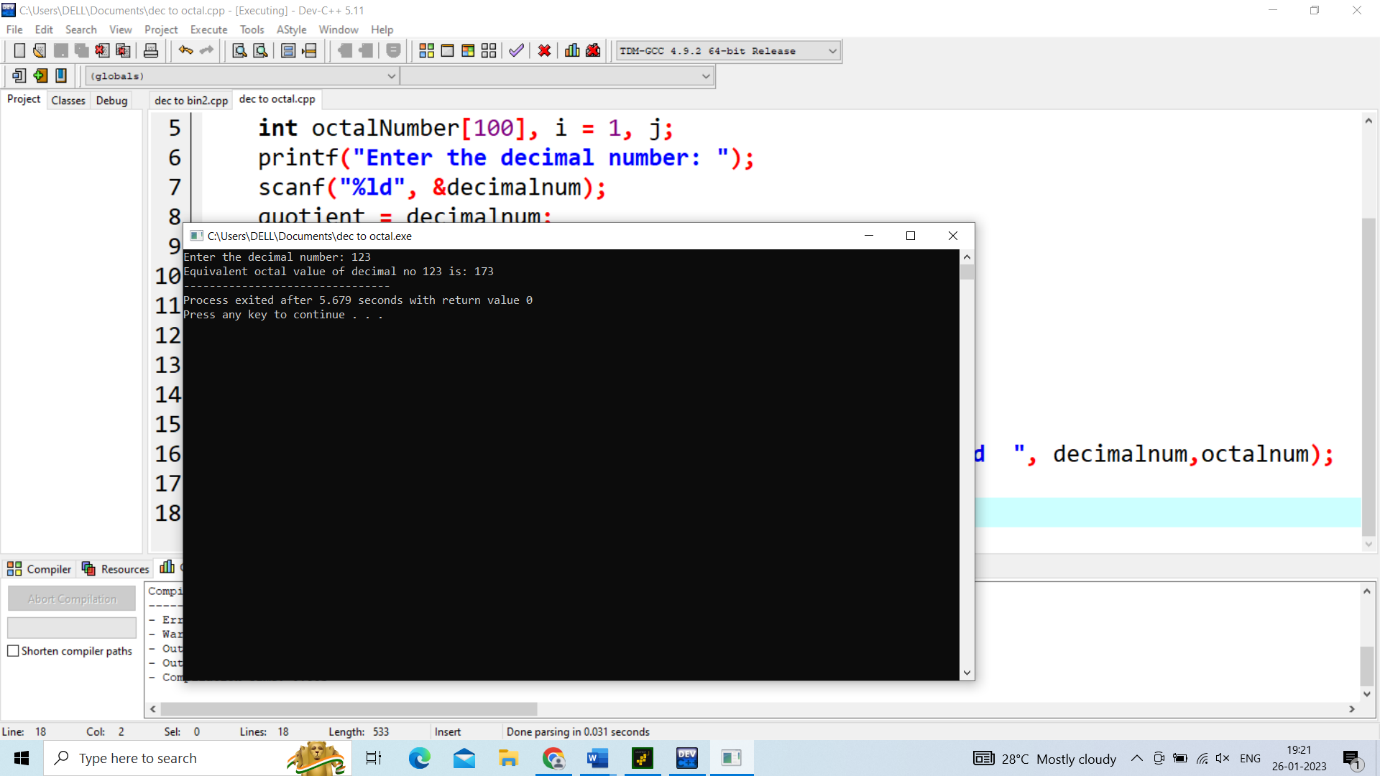 C:\Users\DELL\Documents\dec to octal.cpp - [Executing] - Dev-C++ 5.11
File Edit Search View Project Execute Tools AStyle Window Help
TDM-GCC 4.9.2 64-bit Release
(globals)
Project Classes Debug dec to bin2.cpp dec to octal.cpp
5 int octalNumber[100], i = 1, j;
6 printf("Enter the decimal number: ");
7 scanf("%ld", &decimalnum);
8 quotient = decimalnum;
9
10
11
12
13
14
15
16 d ", decimalnum,octalnum);
17
18
C:\Users\DELL\Documents\dec to octal.exe
Enter the decimal number: 123
Equivalent octal value of decimal no 123 is: 173
--------------------------------
Process exited after 5.679 seconds with return value 0
Press any key to continue . . .
Compiler Resources
Abort Compilation
Shorten compiler paths
Compi
- Err
- War
- Out
- Out
- Com
Line: 18 Col: 2 Sel: 0 Lines: 18 Length: 533 Insert Done parsing in 0.031 seconds
Type here to search
28°C Mostly cloudy ENG
19:21
26-01-2023
1